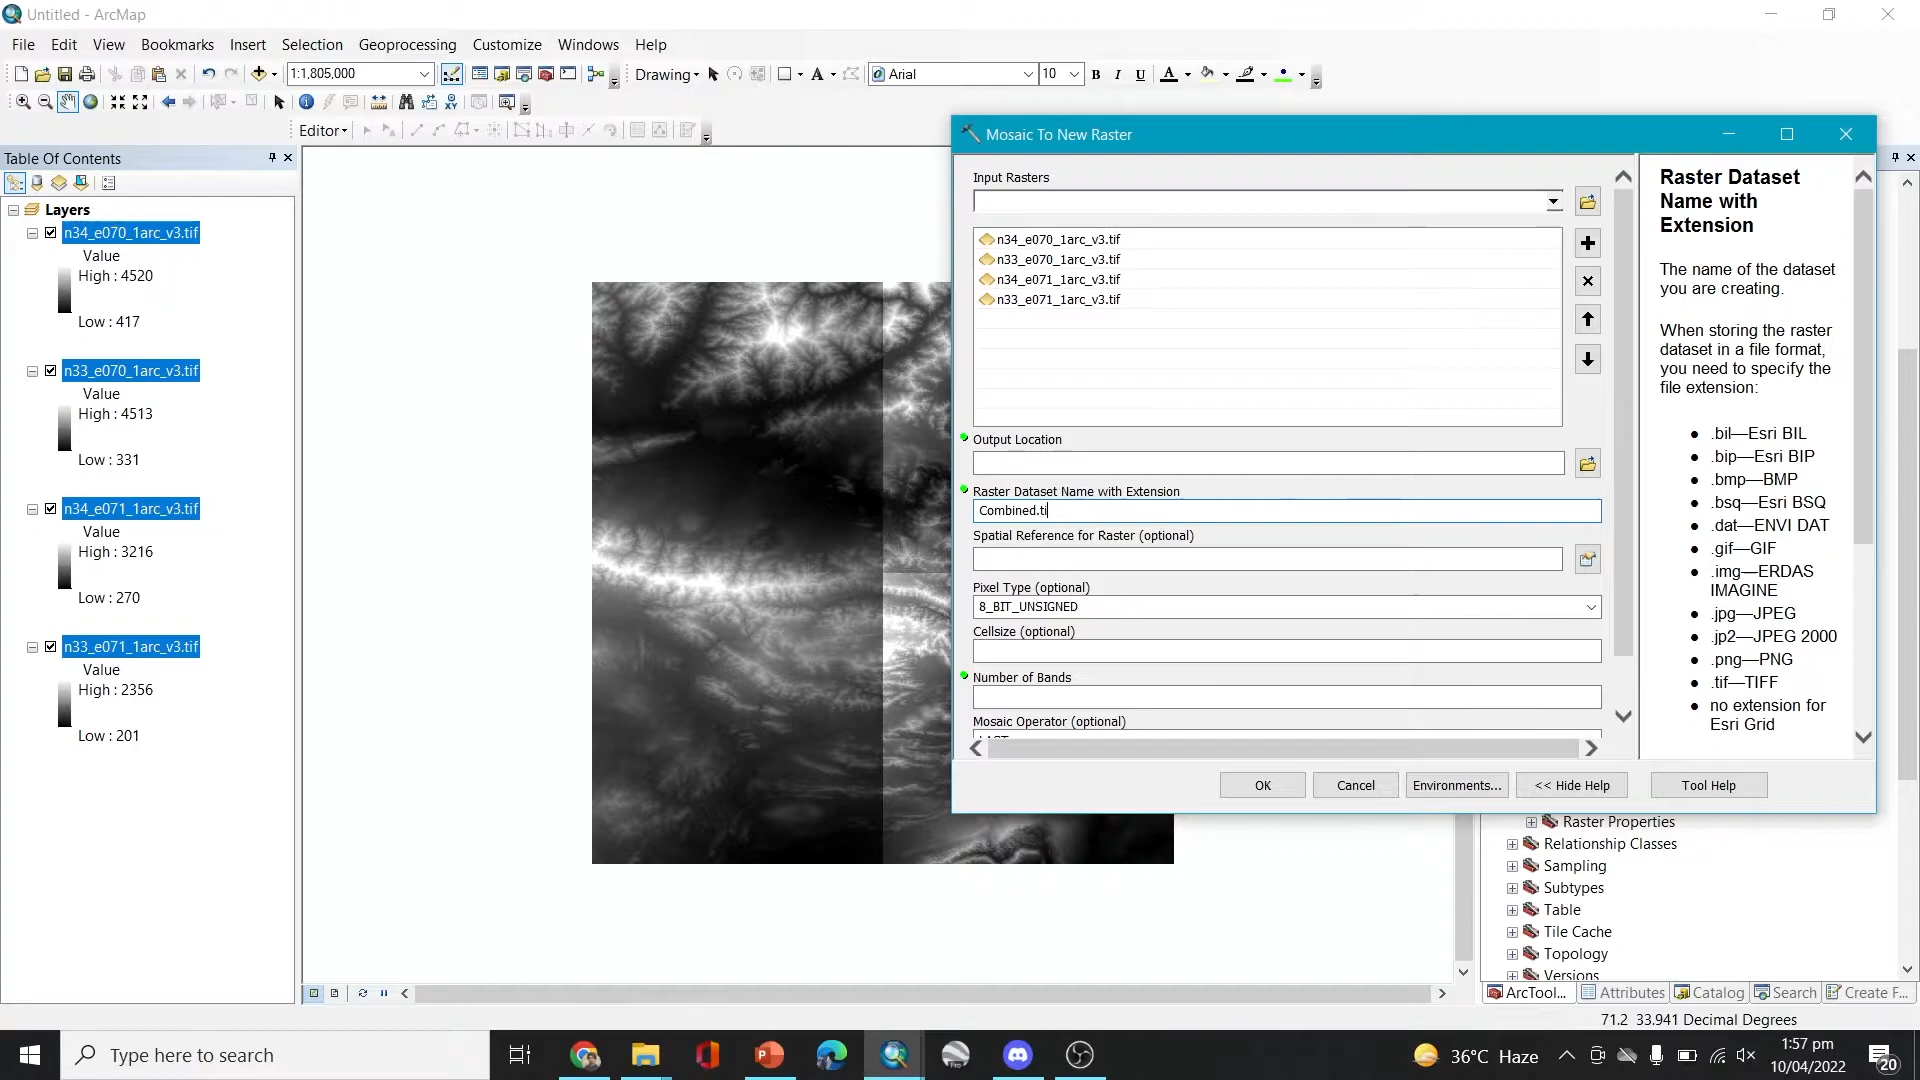 Untitled - ArcMap
File Edit View Bookmarks Insert Selection Geoprocessing Customize Windows Help
1:1,805,000 Drawing Arial 10 B I U A
Editor
Table Of Contents
Layers
n34_e070_1arc_v3.tif
Value
High : 4520
Low : 417
n33_e070_1arc_v3.tif
Value
High : 4513
Low : 331
n34_e071_1arc_v3.tif
Value
High : 3216
Low : 270
n33_e071_1arc_v3.tif
Value
High : 2356
Low : 201
Mosaic To New Raster
Input Rasters
n34_e070_1arc_v3.tif
n33_e070_1arc_v3.tif
n34_e071_1arc_v3.tif
n33_e071_1arc_v3.tif
Output Location
Raster Dataset Name with Extension
Combined.ti
Spatial Reference for Raster (optional)
Pixel Type (optional)
8_BIT_UNSIGNED
Cellsize (optional)
Number of Bands
Mosaic Operator (optional)
OK Cancel Environments... << Hide Help Tool Help
Raster Dataset
Name with
Extension
The name of the dataset
you are creating.
When storing the raster
dataset in a file format,
you need to specify the
file extension:
● .bil—Esri BIL
● .bip—Esri BIP
● .bmp—BMP
● .bsq—Esri BSQ
● .dat—ENVI DAT
● .gif—GIF
● .img—ERDAS
IMAGINE
● .jpg—JPEG
● .jp2—JPEG 2000
● .png—PNG
● .tif—TIFF
● no extension for
Esri Grid
Raster Properties
Relationship Classes
Sampling
Subtypes
Table
Tile Cache
Topology
Versions
ArcTool... Attributes Catalog Search Create F...
71.2 33.941 Decimal Degrees
Type here to search
36°C Haze
1:57 pm
10/04/2022
20